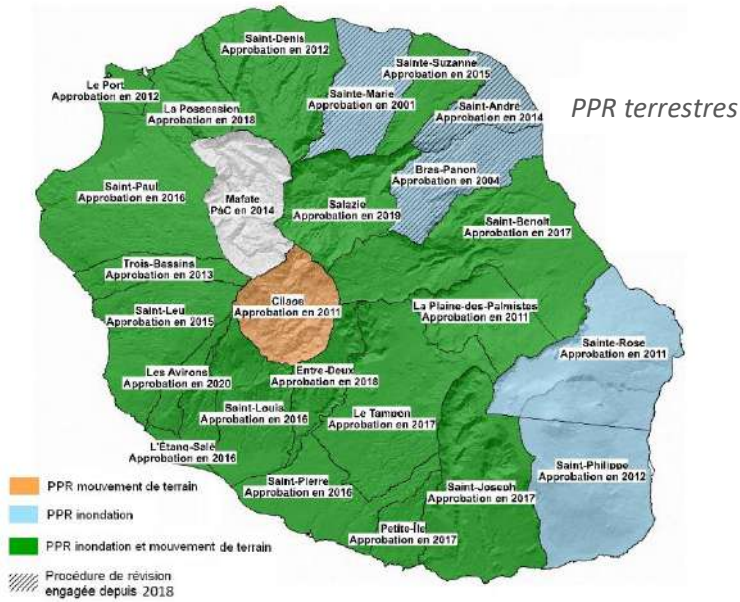 Saint-Denis
Approbation en 2012
Sainte-Suzanne
Approbation en 2015
Le Port
Approbation en 2012
Sainte-Marie
Approbation en 2001
La Possession
Approbation en 2018
Saint-André
Approbation en 2014
PPR terrestres
Bras-Panon
Approbation en 2004
Saint-Paul
Approbation en 2016
Mafate
PàC en 2014
Salazie
Approbation en 2019
Saint-Benoit
Approbation en 2017
Trois-Bassins
Approbation en 2013
Cilaos
Approbation en 2011
La Plaine-des-Palmistes
Approbation en 2011
Saint-Leu
Approbation en 2015
Sainte-Rose
Approbation en 2011
Les Avirons
Approbation en 2020
Entre-Deux
Approbation en 2018
Saint-Louis
Approbation en 2016
Le Tampon
Approbation en 2017
L'Étang-Salé
Approbation en 2016
Saint-Philippe
Approbation en 2012
Saint-Pierre
Approbation en 2016
Saint-Joseph
Approbation en 2017
Petite-Île
Approbation en 2017
PPR mouvement de terrain
PPR inondation
PPR inondation et mouvement de terrain
Procédure de révision
engagée depuis 2018